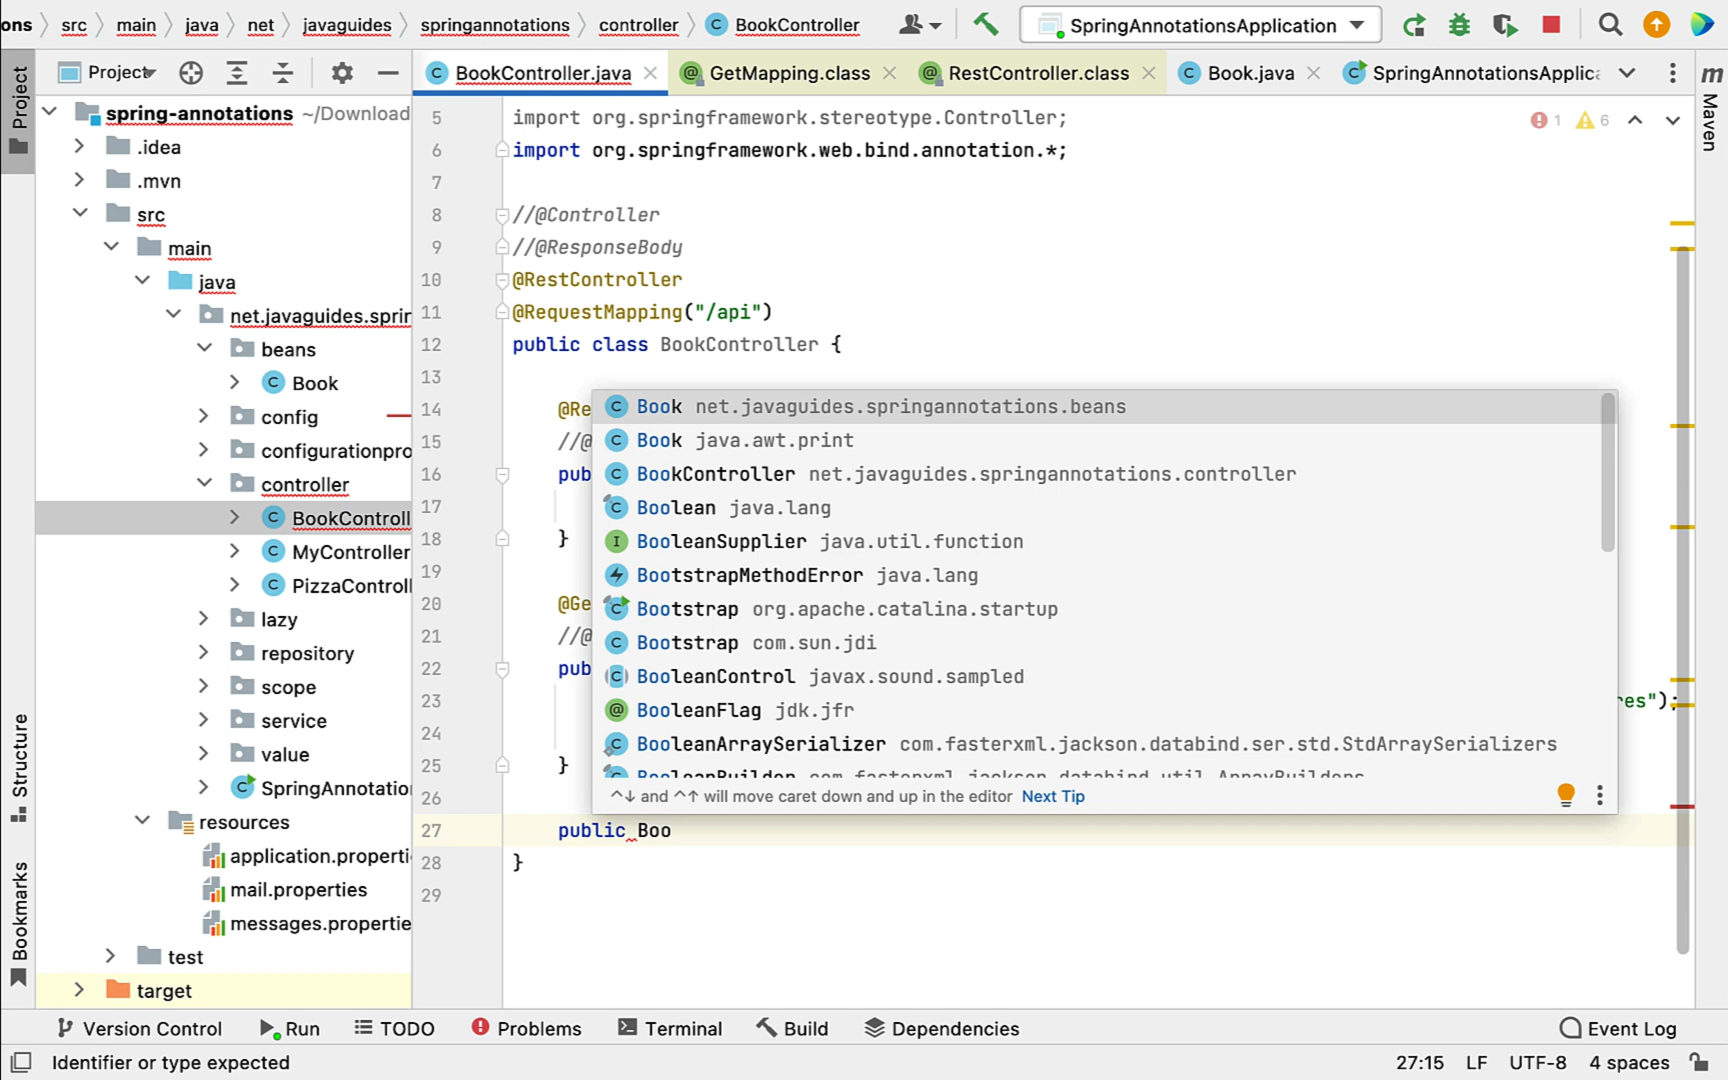 ons src main java net javaguides springannotations controller BookController SpringAnnotationsApplication
Project BookController.java GetMapping.class RestController.class Book.java SpringAnnotationsApplic
Project
Structure
Bookmarks
spring-annotations ~/Download
.idea
.mvn
src
main
java
net.javaguides.sprin
beans
Book
config
configurationpro
controller
BookControll
MyController
PizzaControll
lazy
repository
scope
service
value
SpringAnnotatio
resources
application.properti
mail.properties
messages.propertie
test
target
5 import org.springframework.stereotype.Controller;
6 import org.springframework.web.bind.annotation.*;
7
8 //@Controller
9 //@ResponseBody
10 @RestController
11 @RequestMapping("/api")
12 public class BookController {
13
14 @Re
15 //@
16 pub
17
18 }
19
20 @Ge
21 //@
22 pub
23 res");
24
25 }
26
27 public Boo
28 }
29
1 6
Book net.javaguides.springannotations.beans
Book java.awt.print
BookController net.javaguides.springannotations.controller
Boolean java.lang
BooleanSupplier java.util.function
BootstrapMethodError java.lang
Bootstrap org.apache.catalina.startup
Bootstrap com.sun.jdi
BooleanControl javax.sound.sampled
BooleanFlag jdk.jfr
BooleanArraySerializer com.fasterxml.jackson.databind.ser.std.StdArraySerializers
BooleanBuilder com.fasterxml.jackson.databind.util.ArrayBuilders
^↓ and ^↑ will move caret down and up in the editor Next Tip
m Maven
Version Control Run TODO Problems Terminal Build Dependencies Event Log
Identifier or type expected 27:15 LF UTF-8 4 spaces